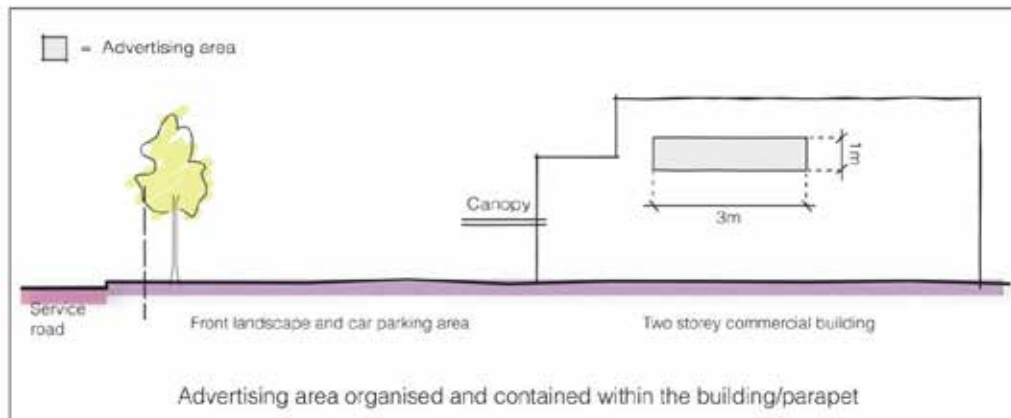 = Advertising area
Canopy
1m
3m
Service
road
Front landscape and car parking area
Two storey commercial building
Advertising area organised and contained within the building/parapet